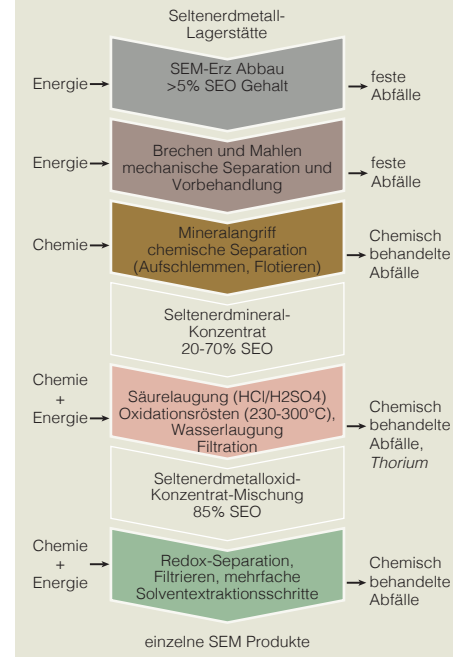 Seltenerdmetall-
Lagerstätte
Energie
SEM-Erz Abbau
>5% SEO Gehalt
feste
Abfälle
Energie
Brechen und Mahlen
mechanische Separation und
Vorbehandlung
feste
Abfälle
Chemie
Mineralangriff
chemische Separation
(Aufschlemmen, Flotieren)
Chemisch
behandelte
Abfälle
Seltenerdmineral-
Konzentrat
20-70% SEO
Chemie
+
Energie
Säurelaugung (HCl/H2SO4)
Oxidationsrösten (230-300°C),
Wasserlaugung
Filtration
Chemisch
behandelte
Abfälle,
Thorium
Seltenerdmetalloxid-
Konzentrat-Mischung
85% SEO
Chemie
+
Energie
Redox-Separation,
Filtrieren, mehrfache
Solventextraktionsschritte
Chemisch
behandelte
Abfälle
einzelne SEM Produkte